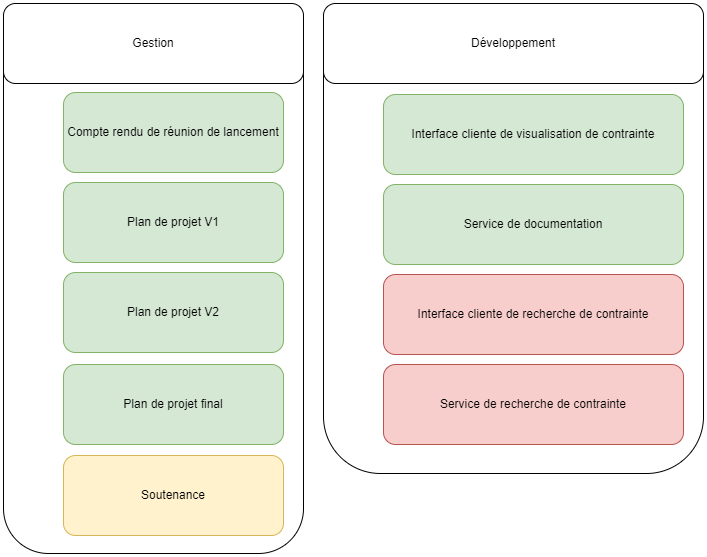 Gestion
Compte rendu de réunion de lancement
Plan de projet V1
Plan de projet V2
Plan de projet final
Soutenance
Développement
Interface cliente de visualisation de contrainte
Service de documentation
Interface cliente de recherche de contrainte
Service de recherche de contrainte